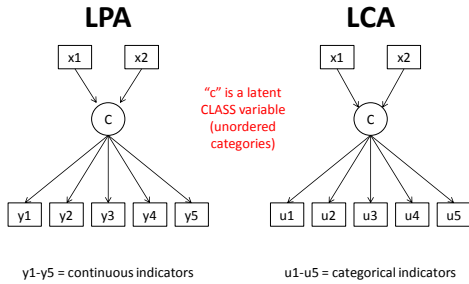 LPA
LCA
x1
x2
x1
x2
“c” is a latent
CLASS variable
(unordered
categories)
C
C
y1
y2
y3
y4
y5
u1
u2
u3
u4
u5
y1-y5 = continuous indicators
u1-u5 = categorical indicators